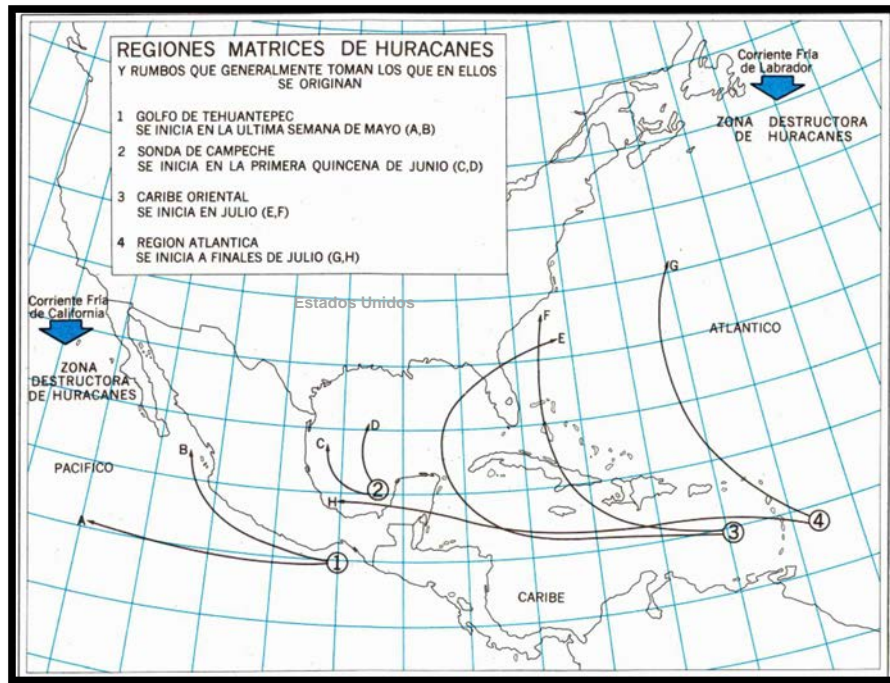 REGIONES MATRICES DE HURACANES
Y RUMBOS QUE GENERALMENTE TOMAN LOS QUE EN ELLOS
SE ORIGINAN
1 GOLFO DE TEHUANTEPEC
SE INICIA EN LA ULTIMA SEMANA DE MAYO (A,B)
2 SONDA DE CAMPECHE
SE INICIA EN LA PRIMERA QUINCENA DE JUNIO (C,D)
3 CARIBE ORIENTAL
SE INICIA EN JULIO (E,F)
4 REGION ATLANTICA
SE INICIA A FINALES DE JULIO (G,H)
Corriente Fría
de Labrador
ZONA DESTRUCTORA
DE HURACANES
Estados Unidos
Corriente Fría
de California
ZONA
DESTRUCTORA
DE HURACANES
G
F
E
ATLANTICO
D
C
B
PACIFICO
A
2
H
1
3
4
CARIBE